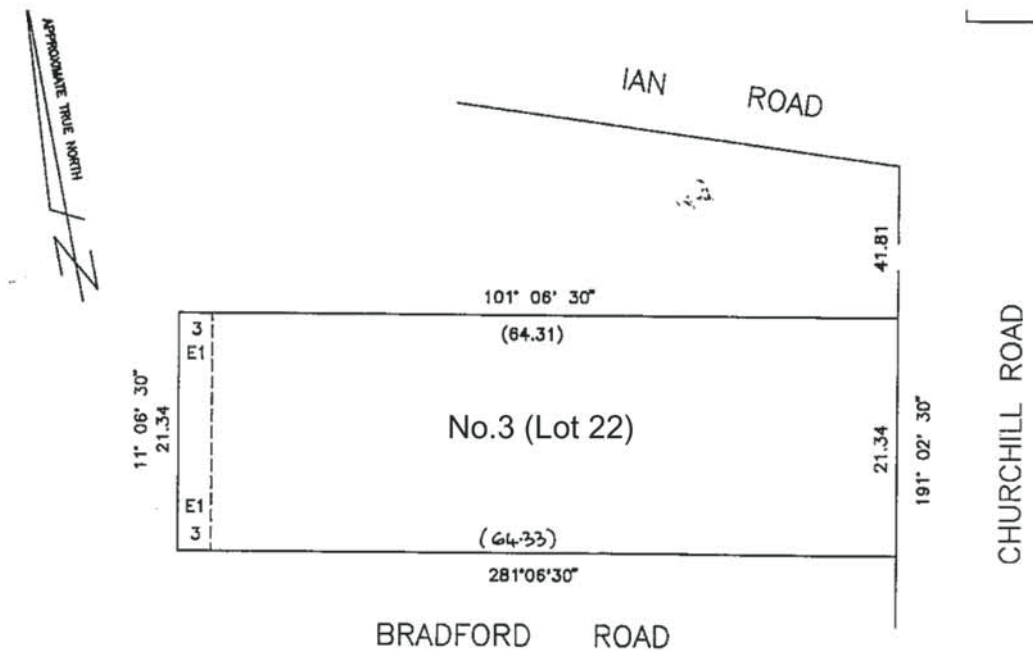 APPROXIMATE TRUE NORTH
N
IAN ROAD
41.81
101° 06' 30"
(64.31)
3
E1
11° 06' 30"
21.34
No.3 (Lot 22)
21.34
191° 02' 30"
CHURCHILL ROAD
E1
3
(64.33)
281°06'30"
BRADFORD ROAD